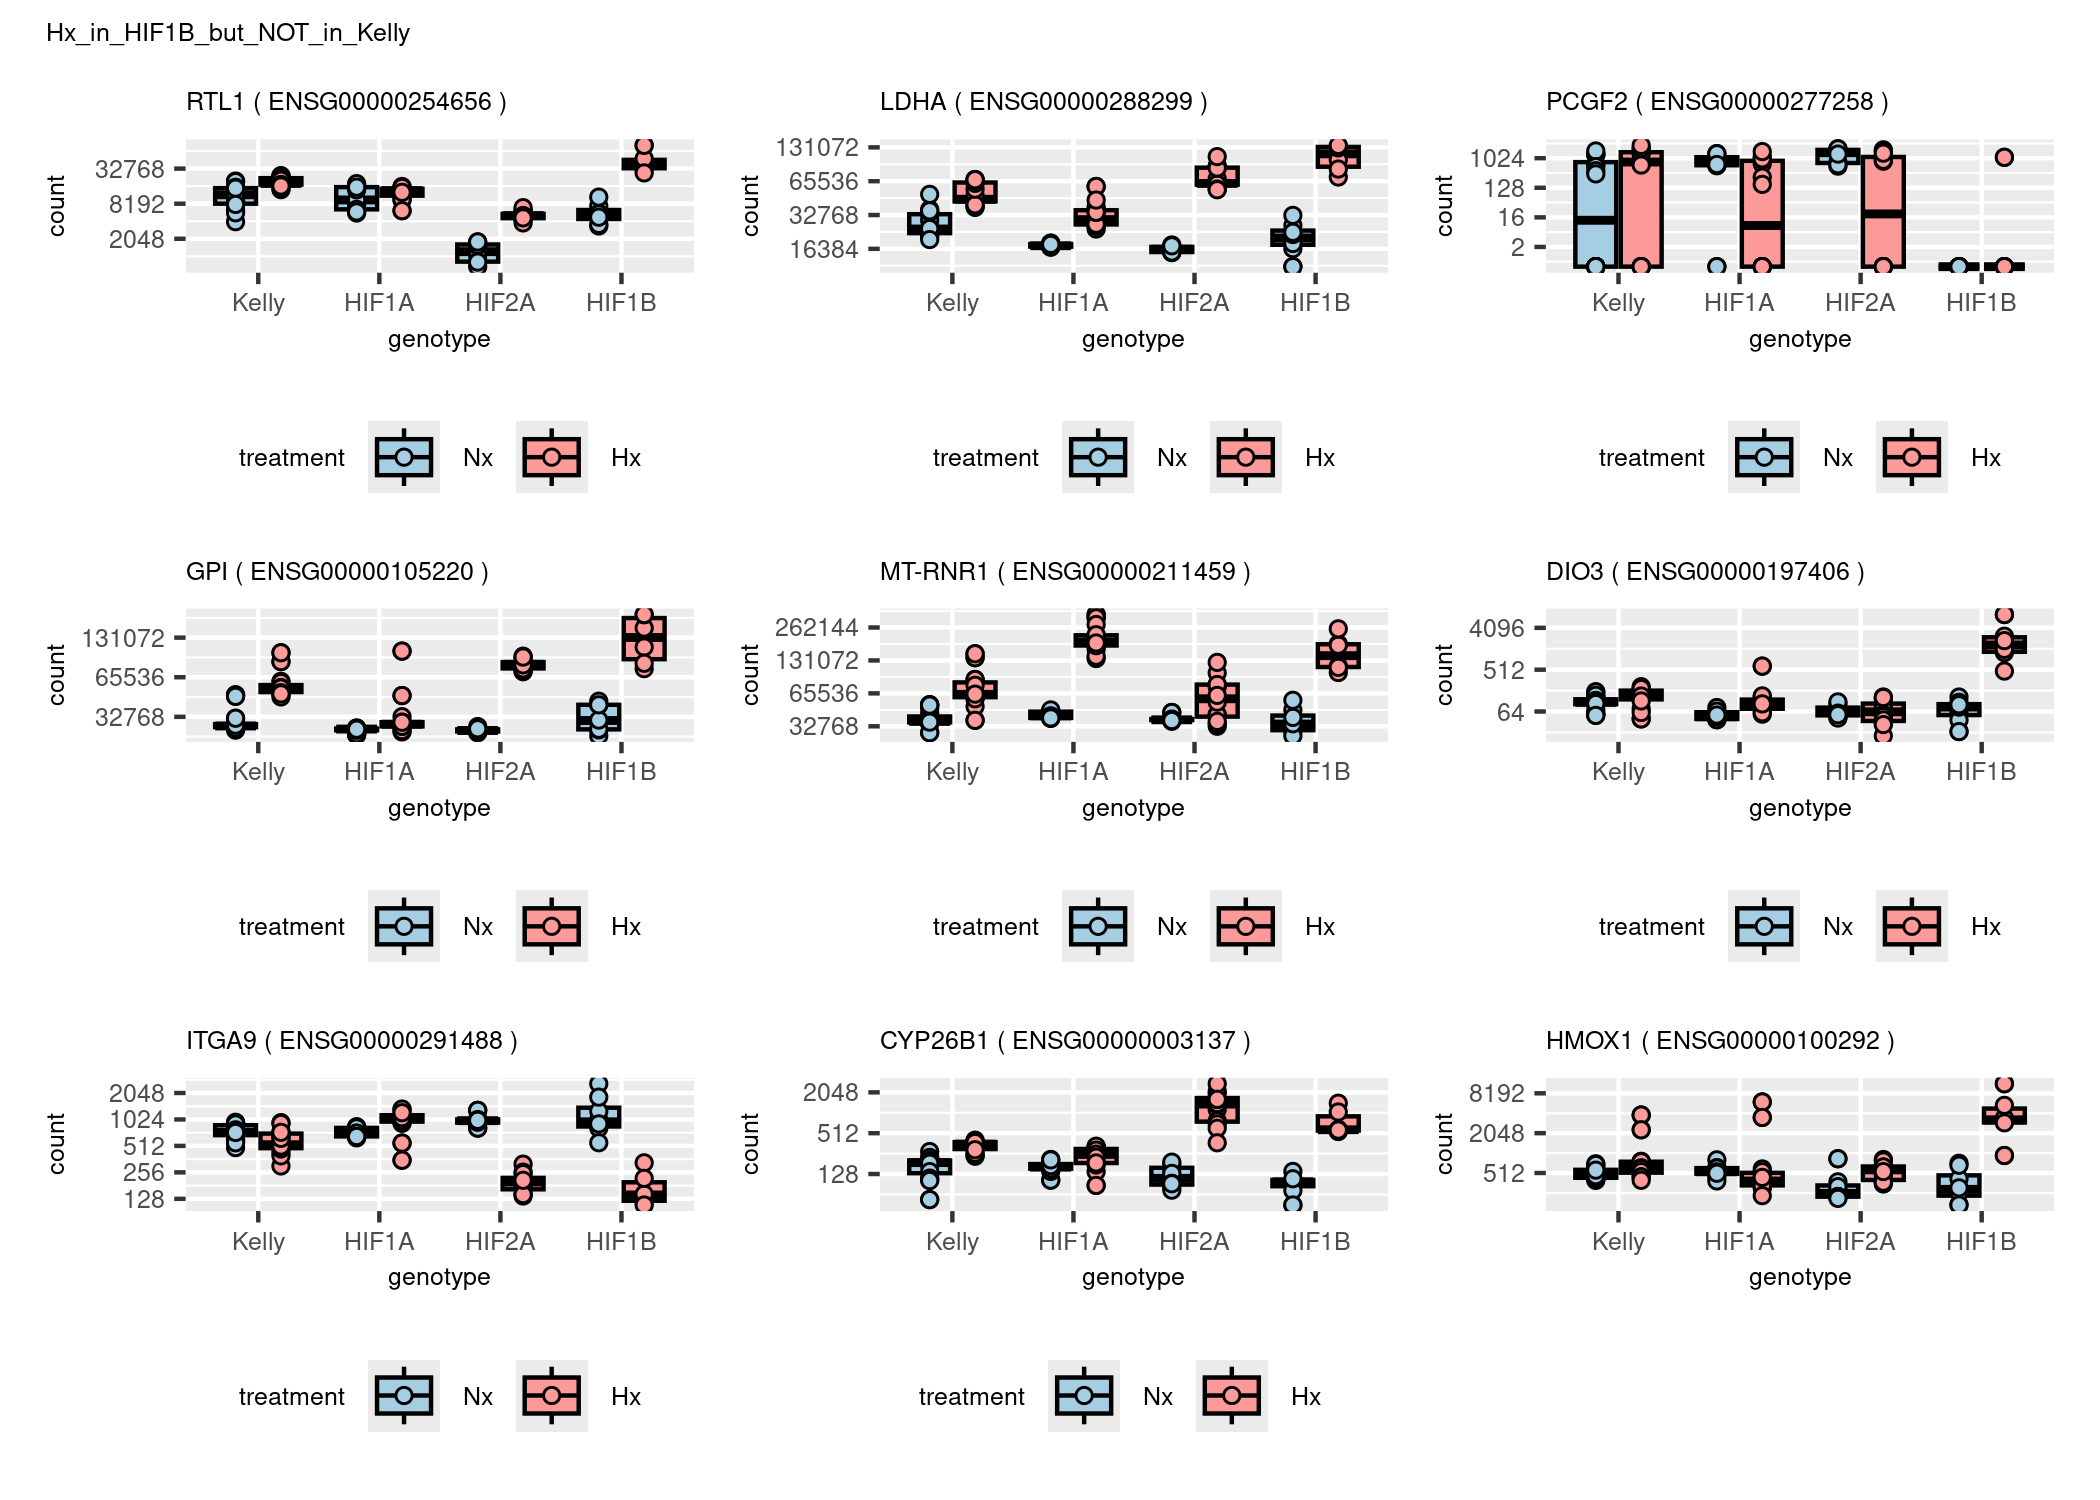 Hx_in_HIF1B_but_NOT_in_Kelly
RTL1 ( ENSG00000254656 )
count
32768
8192
2048
Kelly HIF1A HIF2A HIF1B
genotype
treatment Nx Hx
LDHA ( ENSG00000288299 )
count
131072
65536
32768
16384
Kelly HIF1A HIF2A HIF1B
genotype
treatment Nx Hx
PCGF2 ( ENSG00000277258 )
count
1024
128
16
2
Kelly HIF1A HIF2A HIF1B
genotype
treatment Nx Hx
GPI ( ENSG00000105220 )
count
131072
65536
32768
Kelly HIF1A HIF2A HIF1B
genotype
treatment Nx Hx
MT-RNR1 ( ENSG00000211459 )
count
262144
131072
65536
32768
Kelly HIF1A HIF2A HIF1B
genotype
treatment Nx Hx
DIO3 ( ENSG00000197406 )
count
4096
512
64
Kelly HIF1A HIF2A HIF1B
genotype
treatment Nx Hx
ITGA9 ( ENSG00000291488 )
count
2048
1024
512
256
128
Kelly HIF1A HIF2A HIF1B
genotype
treatment Nx Hx
CYP26B1 ( ENSG00000003137 )
count
2048
512
128
Kelly HIF1A HIF2A HIF1B
genotype
treatment Nx Hx
HMOX1 ( ENSG00000100292 )
count
8192
2048
512
Kelly HIF1A HIF2A HIF1B
genotype